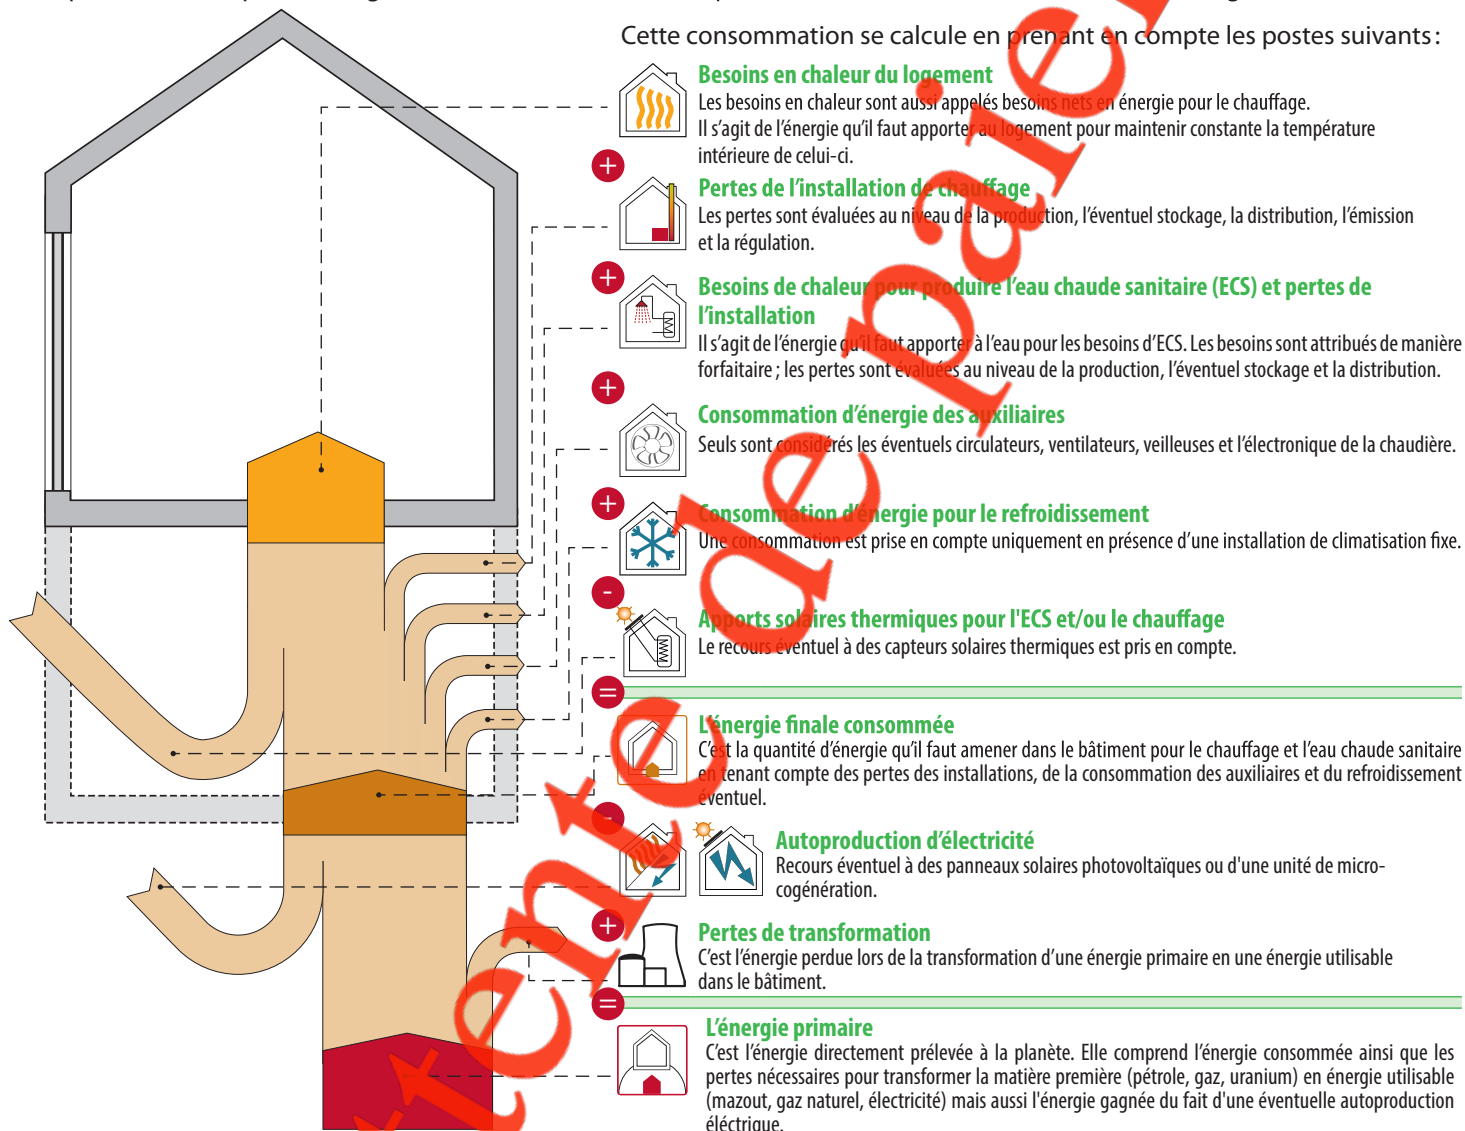 Cette consommation se calcule en prenant en compte les postes suivants :
Besoins en chaleur du logement
Les besoins en chaleur sont aussi appelés besoins nets en énergie pour le chauffage.
Il s’agit de l’énergie qu’il faut apporter au logement pour maintenir constante la température
intérieure de celui-ci.
+
Pertes de l’installation de chauffage
Les pertes sont évaluées au niveau de la production, l’éventuel stockage, la distribution, l’émission
et la régulation.
+
Besoins de chaleur pour produire l’eau chaude sanitaire (ECS) et pertes de
l’installation
Il s’agit de l’énergie qu’il faut apporter à l’eau pour les besoins d’ECS. Les besoins sont attribués de manière
forfaitaire ; les pertes sont évaluées au niveau de la production, l’éventuel stockage et la distribution.
+
Consommation d’énergie des auxiliaires
Seuls sont considérés les éventuels circulateurs, ventilateurs, veilleuses et l’électronique de la chaudière.
+
Consommation d’énergie pour le refroidissement
Une consommation est prise en compte uniquement en présence d’une installation de climatisation fixe.
-
Apports solaires thermiques pour l'ECS et/ou le chauffage
Le recours éventuel à des capteurs solaires thermiques est pris en compte.
=
L’énergie finale consommée
C’est la quantité d’énergie qu’il faut amener dans le bâtiment pour le chauffage et l’eau chaude sanitaire
en tenant compte des pertes des installations, de la consommation des auxiliaires et du refroidissement
éventuel.
-
Autoproduction d’électricité
Recours éventuel à des panneaux solaires photovoltaïques ou d'une unité de micro-
cogénération.
+
Pertes de transformation
C’est l’énergie perdue lors de la transformation d’une énergie primaire en une énergie utilisable
dans le bâtiment.
=
L’énergie primaire
C’est l’énergie directement prélevée à la planète. Elle comprend l’énergie consommée ainsi que les
pertes nécessaires pour transformer la matière première (pétrole, gaz, uranium) en énergie utilisable
(mazout, gaz naturel, électricité) mais aussi l'énergie gagnée du fait d'une éventuelle autoproduction
éléctrique.
tente de paie